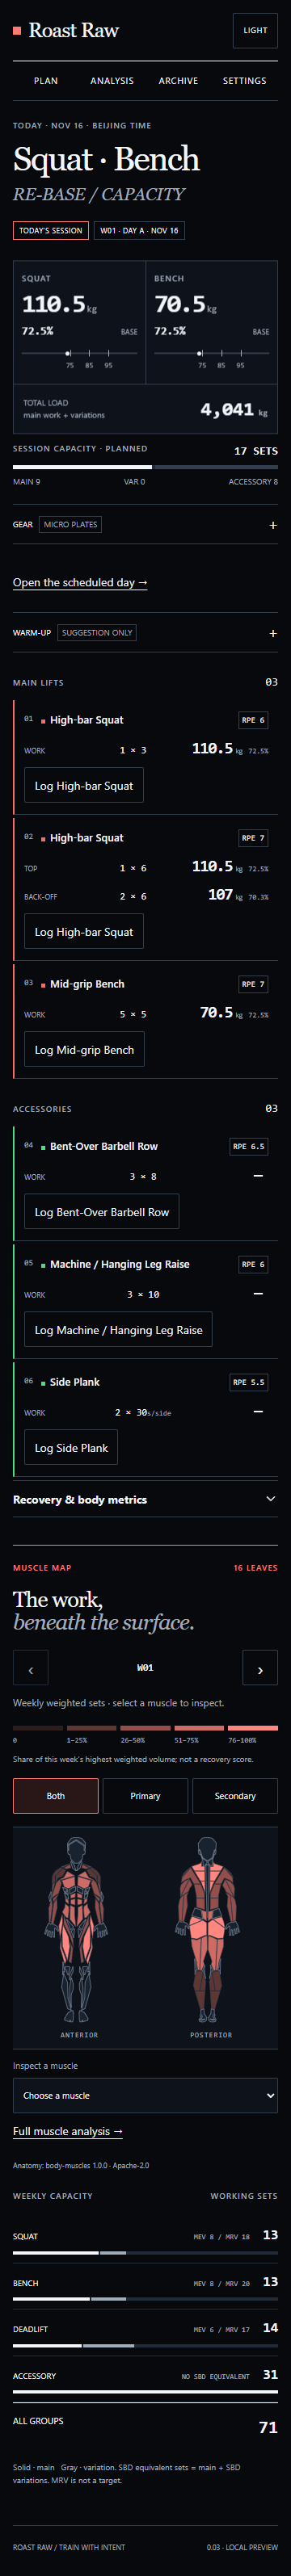 Roast Raw
LIGHT
PLAN ANALYSIS ARCHIVE SETTINGS
TODAY · NOV 16 · BEIJING TIME
Squat · Bench
RE-BASE / CAPACITY
TODAY'S SESSION W01 · DAY A · NOV 16
SQUAT BENCH
110.5 kg 70.5 kg
72.5% BASE 72.5% BASE
75 85 95 75 85 95
TOTAL LOAD
main work + variations
4,041 kg
SESSION CAPACITY · PLANNED 17 SETS
MAIN 9 VAR 0 ACCESSORY 8
GEAR MICRO PLATES +
Open the scheduled day →
WARM-UP SUGGESTION ONLY +
MAIN LIFTS 03
01 High-bar Squat RPE 6
WORK 1 × 3 110.5 kg 72.5%
Log High-bar Squat
02 High-bar Squat RPE 7
TOP 1 × 6 110.5 kg 72.5%
BACK-OFF 2 × 6 107 kg 70.3%
Log High-bar Squat
03 Mid-grip Bench RPE 7
WORK 5 × 5 70.5 kg 72.5%
Log Mid-grip Bench
ACCESSORIES 03
04 Bent-Over Barbell Row RPE 6.5
WORK 3 × 8 —
Log Bent-Over Barbell Row
05 Machine / Hanging Leg Raise RPE 6
WORK 3 × 10 —
Log Machine / Hanging Leg Raise
06 Side Plank RPE 5.5
WORK 2 × 30s/side —
Log Side Plank
Recovery & body metrics
MUSCLE MAP 16 LEAVES
The work,
beneath the surface.
‹ W01 ›
Weekly weighted sets · select a muscle to inspect.
0 1–25% 26–50% 51–75% 76–100%
Share of this week's highest weighted volume; not a recovery score.
Both Primary Secondary
ANTERIOR POSTERIOR
Inspect a muscle
Choose a muscle
Full muscle analysis →
Anatomy: body-muscles 1.0.0 · Apache-2.0
WEEKLY CAPACITY WORKING SETS
SQUAT MEV 8 / MRV 18 13
BENCH MEV 8 / MRV 20 13
DEADLIFT MEV 6 / MRV 17 14
ACCESSORY NO SBD EQUIVALENT 31
ALL GROUPS 71
Solid · main Gray · variation. SBD equivalent sets = main + SBD
variations. MRV is not a target.
ROAST RAW / TRAIN WITH INTENT 0.03 · LOCAL PREVIEW